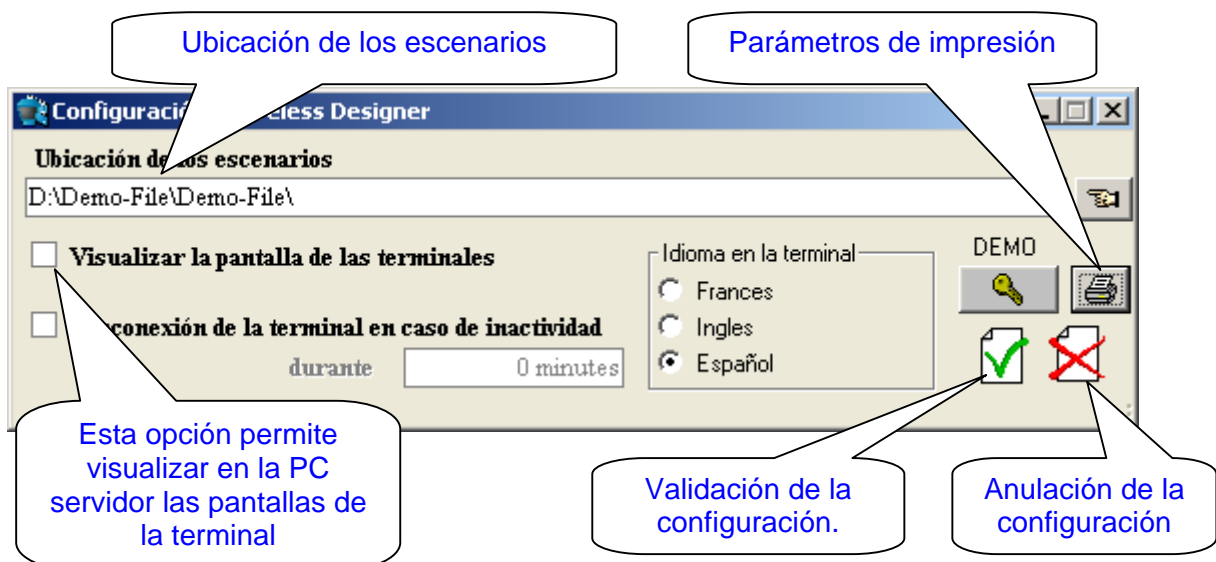 Ubicación de los escenarios
Parámetros de impresión
Designer
Ubicación de los escenarios
D:\Demo-File\Demo-File\
Visualizar la pantalla de las terminales
Idioma en la terminal
DEMO
Frances
de la terminal en caso de inactividad
Ingles
durante
0 minutes
Español
Esta opción permite
visualizar en la PC
servidor las pantallas de
la terminal
Validación de la
configuración.
Anulación de la
configuración